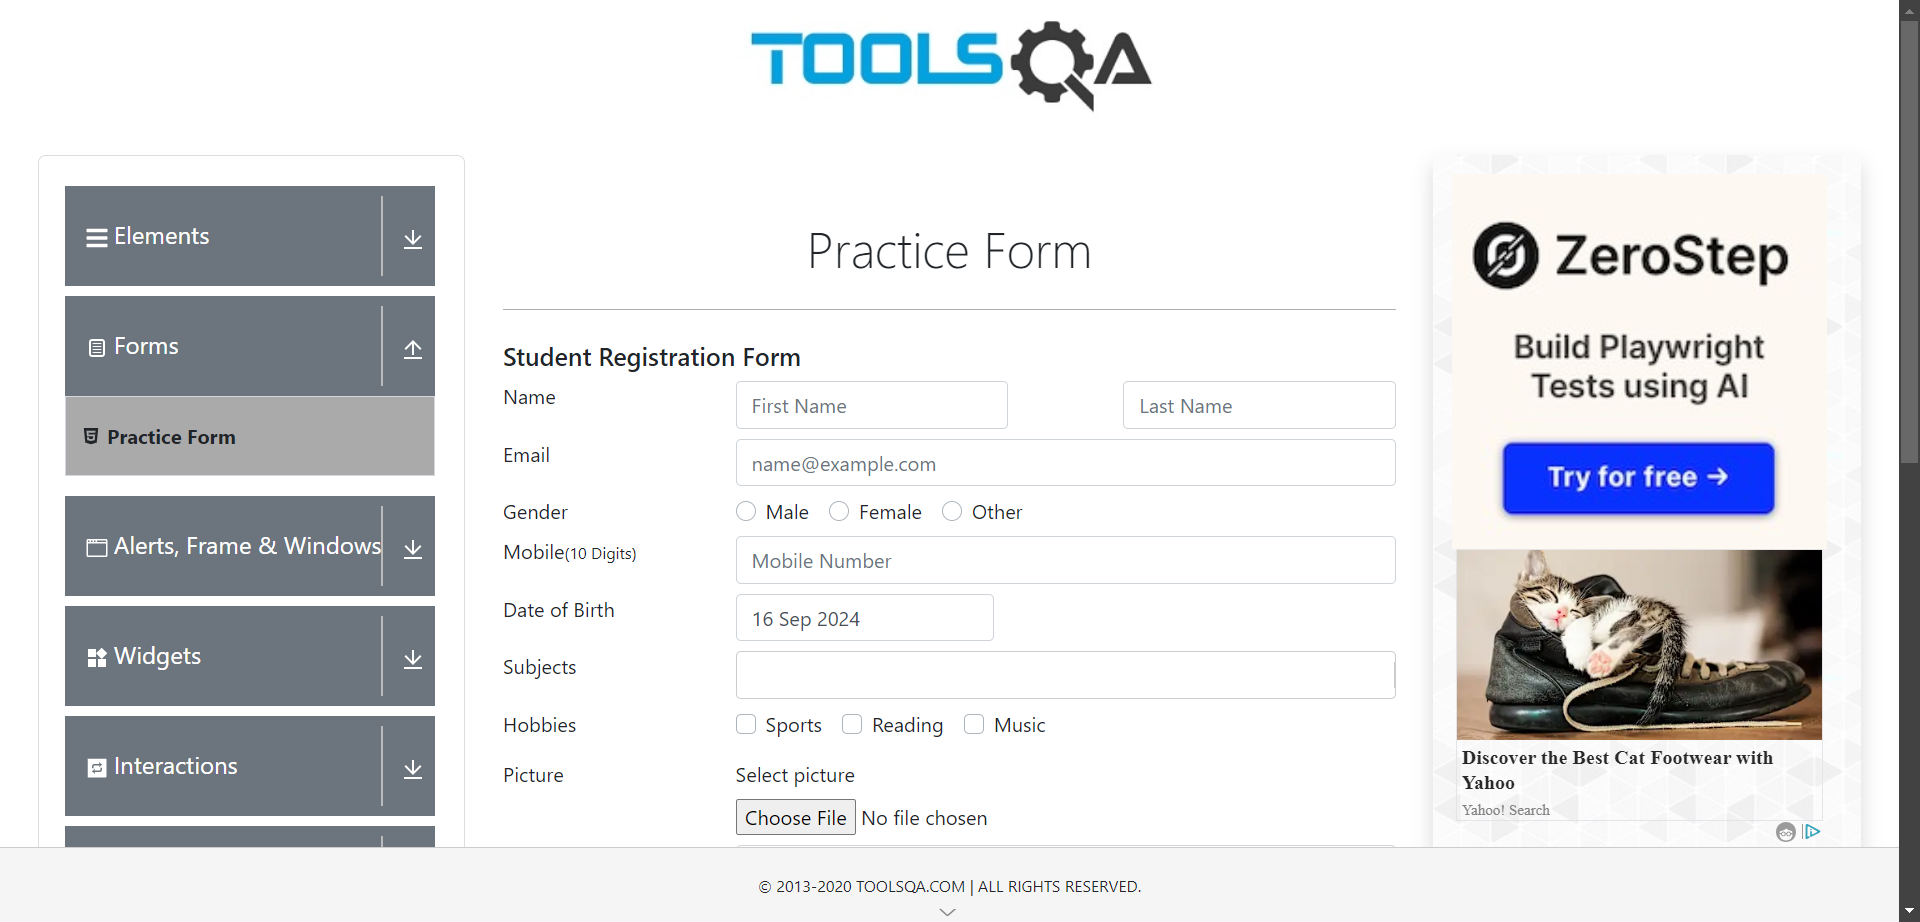 TOOLSQA
Elements
Forms
Practice Form
Alerts, Frame & Windows
Widgets
Interactions
Practice Form
Student Registration Form
Name
First Name
Last Name
Email
name@example.com
Gender
Male
Female
Other
Mobile(10 Digits)
Mobile Number
Date of Birth
16 Sep 2024
Subjects
Hobbies
Sports
Reading
Music
Picture
Select picture
Choose File No file chosen
ZeroStep
Build Playwright
Tests using AI
Try for free →
Discover the Best Cat Footwear with
Yahoo
Yahoo! Search
© 2013-2020 TOOLSQA.COM | ALL RIGHTS RESERVED.